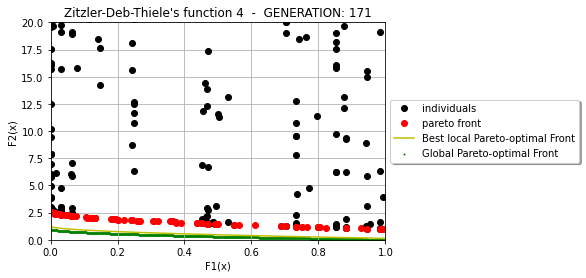 Zitzler-Deb-Thiele's function 4  -  GENERATION: 171
20.0
17.5
15.0
12.5
10.0
7.5
5.0
2.5
0.0
F2(x)
0.0 0.2 0.4 0.6 0.8 1.0
F1(x)
individuals
pareto front
Best local Pareto-optimal Front
Global Pareto-optimal Front